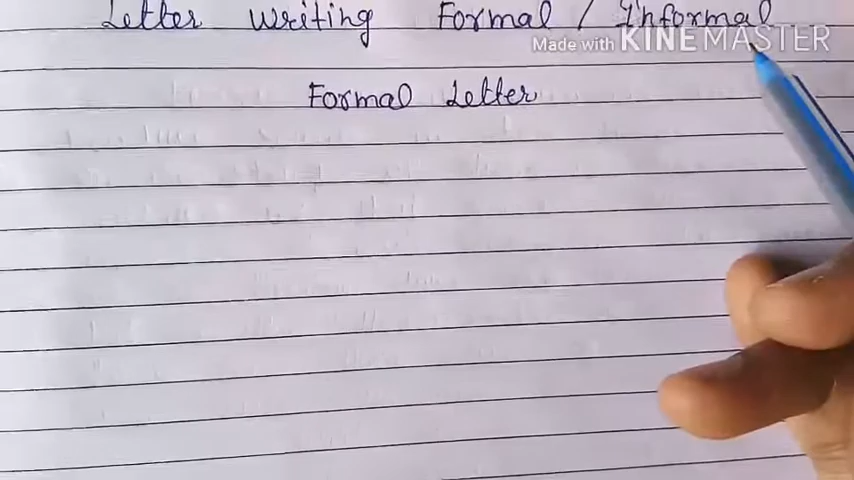 Letter Writing Formal / Informal
Made with KINEMASTER
Formal Letter